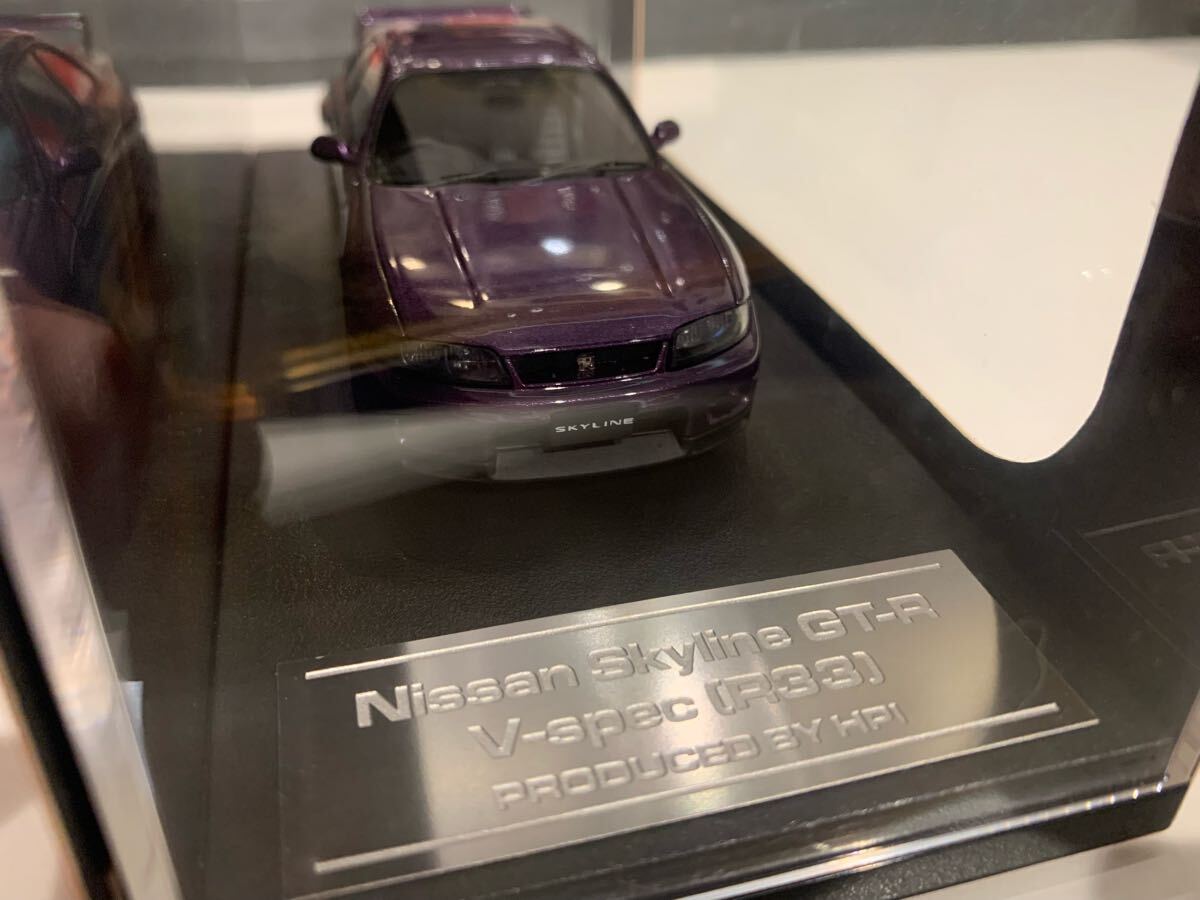 SKYLINE
Nissan Skyline GT-R
V-spec (R33)
PRODUCED BY HPI